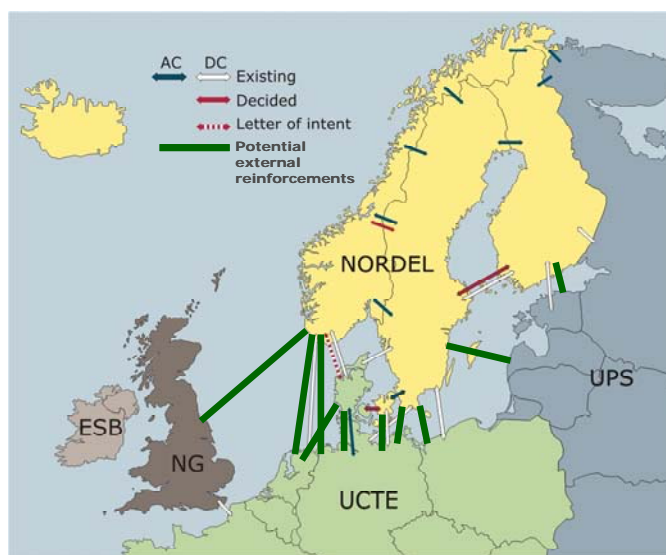 AC DC
Existing
Decided
Letter of intent
Potential
external
reinforcements
NORDEL
UPS
ESB
NG
UCTE